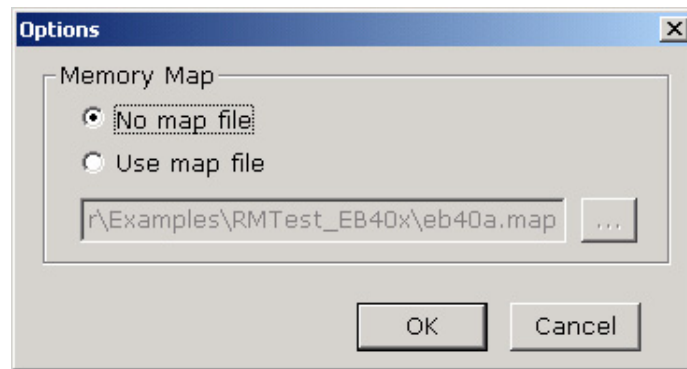 Options
Memory Map
No map file
Use map file
r\Examples\RMTest_EB40x\eb40a.map ...
OK Cancel